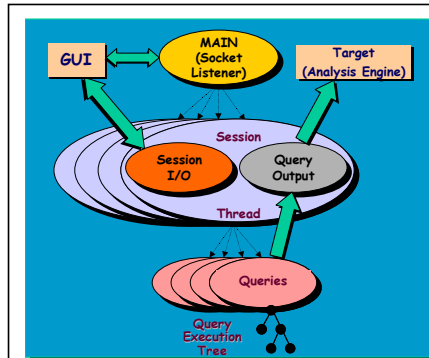 GUI
MAIN
(Socket
Listener)
Target
(Analysis Engine)
Session
Session
I/O
Query
Output
Thread
Queries
Query
Execution
Tree